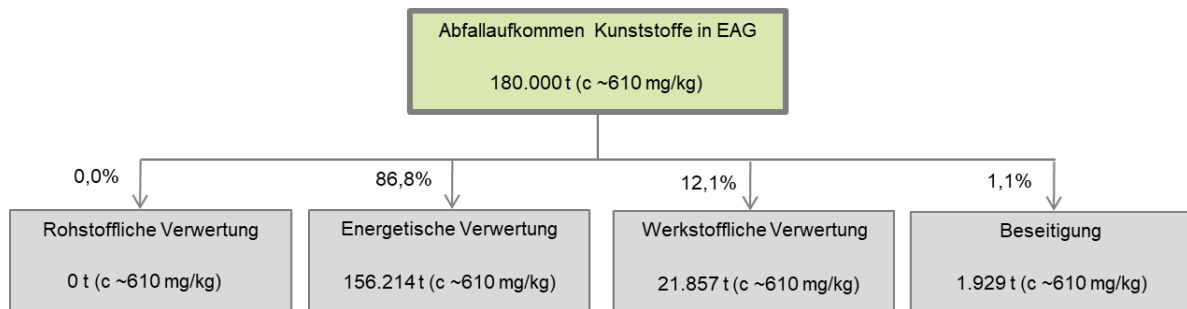 Abfallaufkommen Kunststoffe in EAG
180.000 t (c ~610 mg/kg)
0,0%
86,8%
12,1%
1,1%
Rohstoffliche Verwertung
0 t (c ~610 mg/kg)
Energetische Verwertung
156.214 t (c ~610 mg/kg)
Werkstoffliche Verwertung
21.857 t (c ~610 mg/kg)
Beseitigung
1.929 t (c ~610 mg/kg)